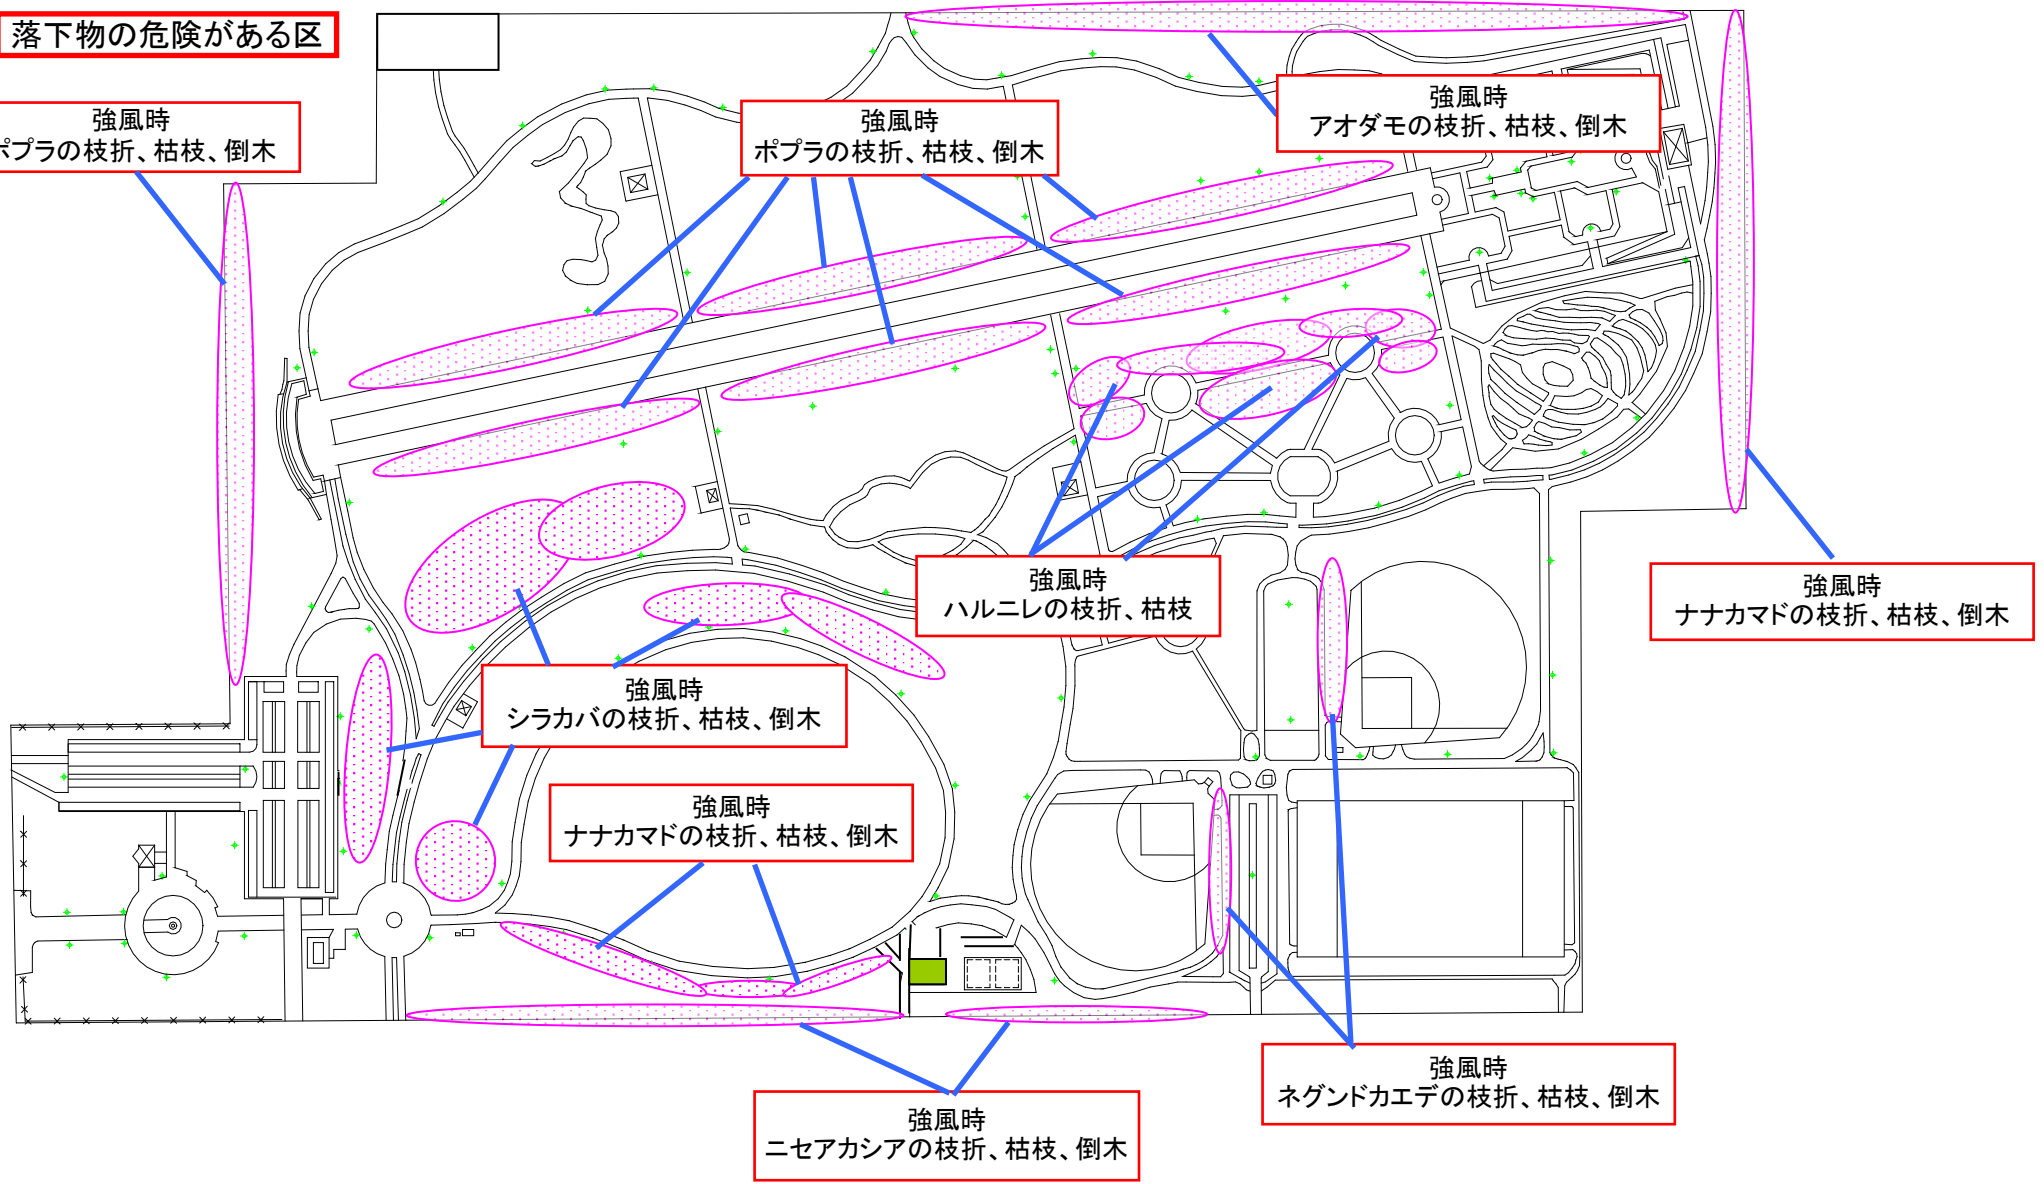 落下物の危険がある区
強風時
ポプラの枝折、枯枝、倒木
強風時
ポプラの枝折、枯枝、倒木
強風時
アオダモの枝折、枯枝、倒木
強風時
ハルニレの枝折、枯枝
強風時
ナナカマドの枝折、枯枝、倒木
強風時
シラカバの枝折、枯枝、倒木
強風時
ナナカマドの枝折、枯枝、倒木
強風時
ネグンドカエデの枝折、枯枝、倒木
強風時
ニセアカシアの枝折、枯枝、倒木